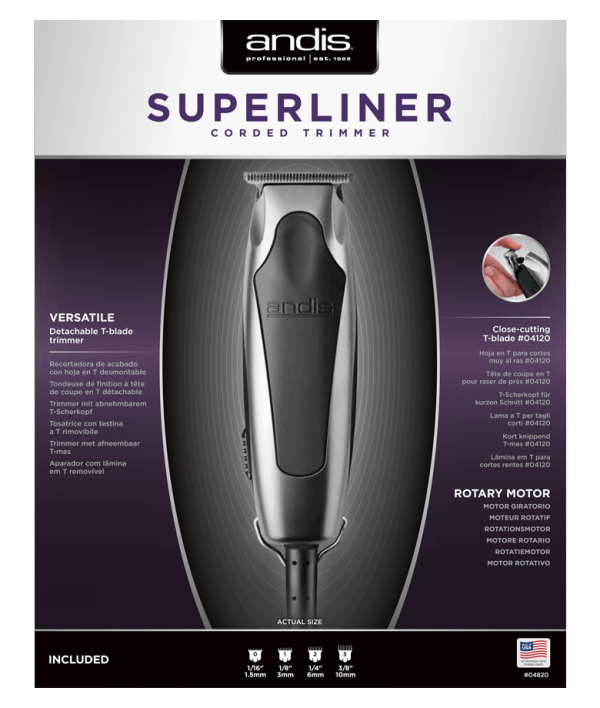 andis
professional | est. 1922
SUPERLINER
CORDED TRIMMER
andis
VERSATILE
Detachable T-blade
trimmer
Recortadora de acabado
con hoja en T desmontable
Tondeuse de finition à tête
de coupe en T détachable
Trimmer mit abnehmbarem
T-Scherkopf
Tosatrice con testina
a T rimovibile
Trimmer met afneembaar
T-mes
Aparador com lâmina
em T removível
Close-cutting
T-blade #04120
Hoja en T para cortes
muy al ras #04120
Tête de coupe en T
pour raser de près #04120
T-Scherkopf für
kurzen Schnitt #04120
Lama a T per tagli
corti #04120
Kort knippend
T-mes #04120
Lâmina em T para
cortes rentes #04120
ROTARY MOTOR
MOTOR GIRATORIO
MOTEUR ROTATIF
ROTATIONSMOTOR
MOTORE ROTARIO
ROTATIEMOTOR
MOTOR ROTATIVO
ACTUAL SIZE
INCLUDED
0 1 2 3
1/16" 1/8" 1/4" 3/8"
1.5mm 3mm 6mm 10mm
USA
#04820